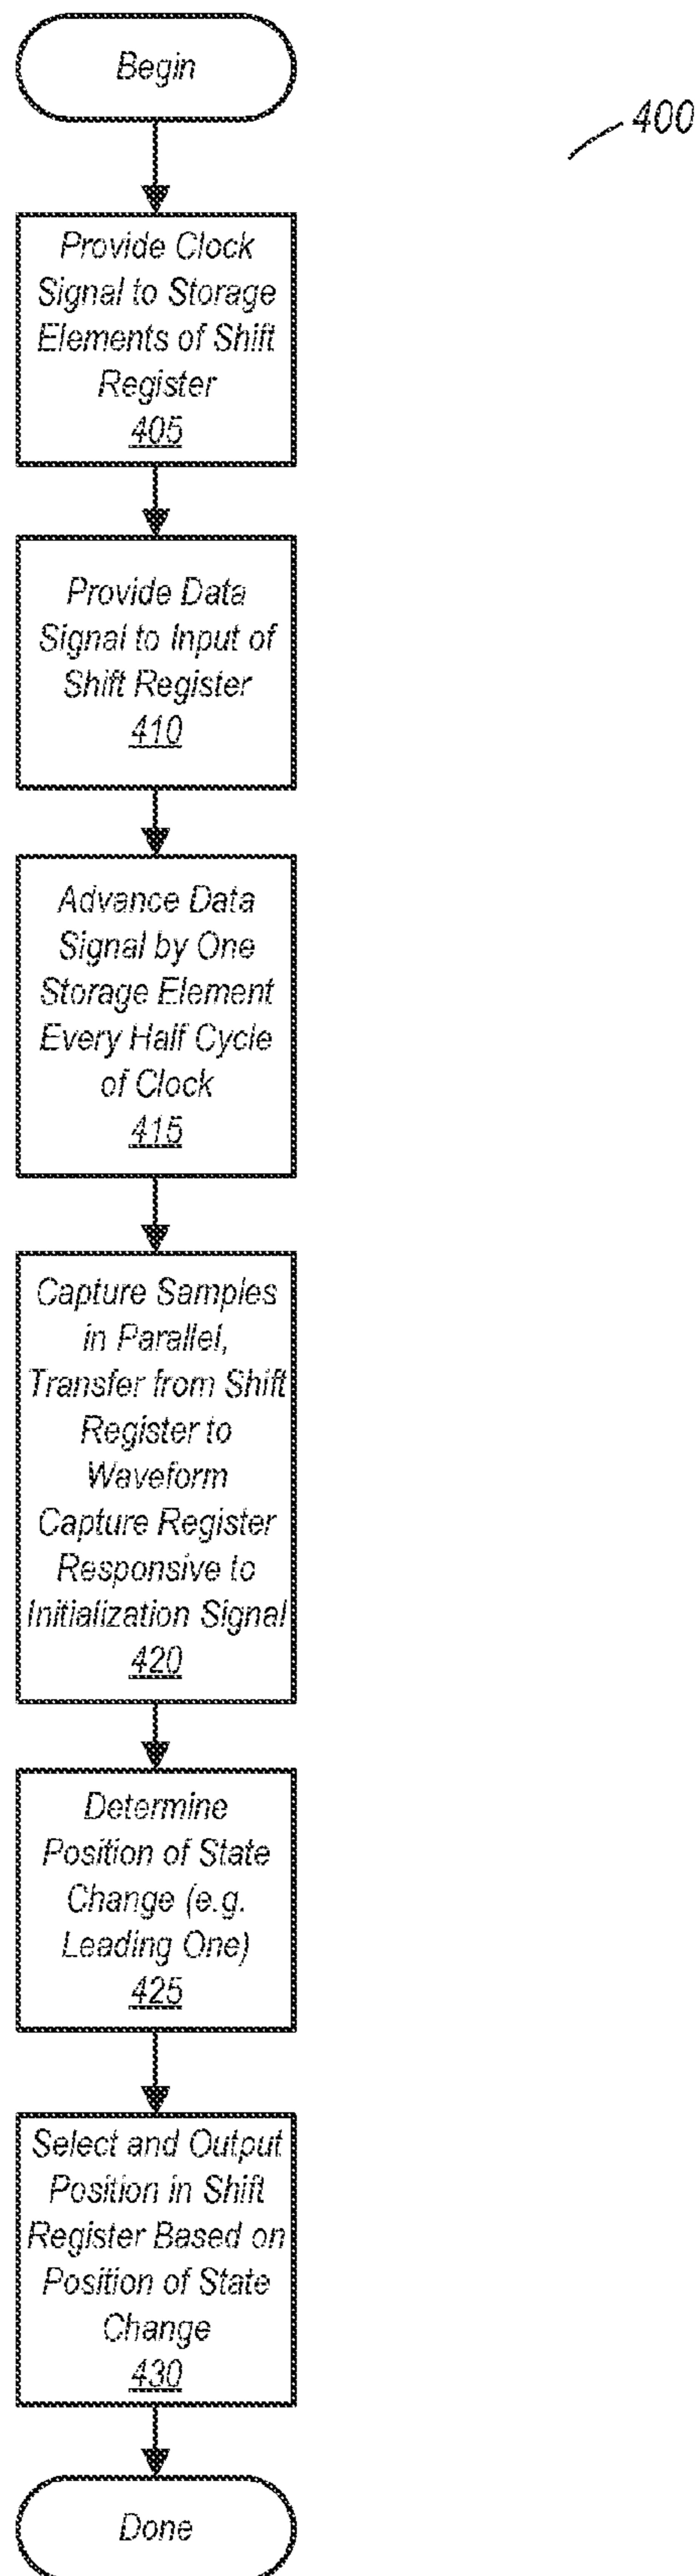 Begin
400
Provide Clock
Signal to Storage
Elements of Shift
Register
405
Provide Data
Signal to Input of
Shift Register
410
Advance Data
Signal by One
Storage Element
Every Half Cycle
of Clock
415
Capture Samples
in Parallel,
Transfer from Shift
Register to
Waveform
Capture Register
Responsive to
Initialization Signal
420
Determine
Position of State
Change (e.g.
Leading One)
425
Select and Output
Position in Shift
Register Based on
Position of State
Change
430
Done